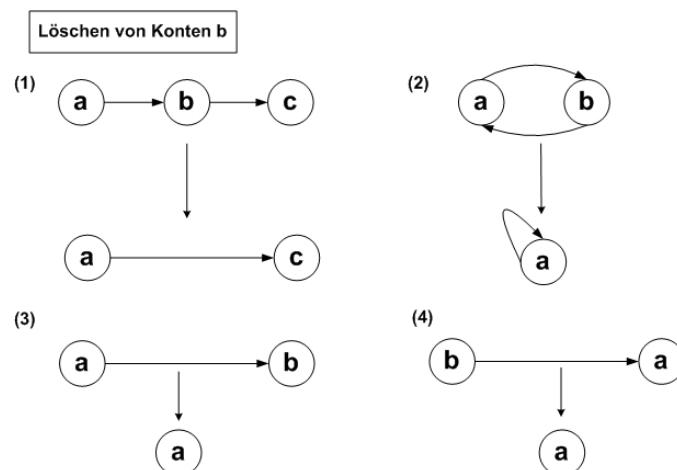 Löschen von Konten b
(1)
a b c
a c
(2)
a b
a
(3)
a b
a
(4)
b a
a